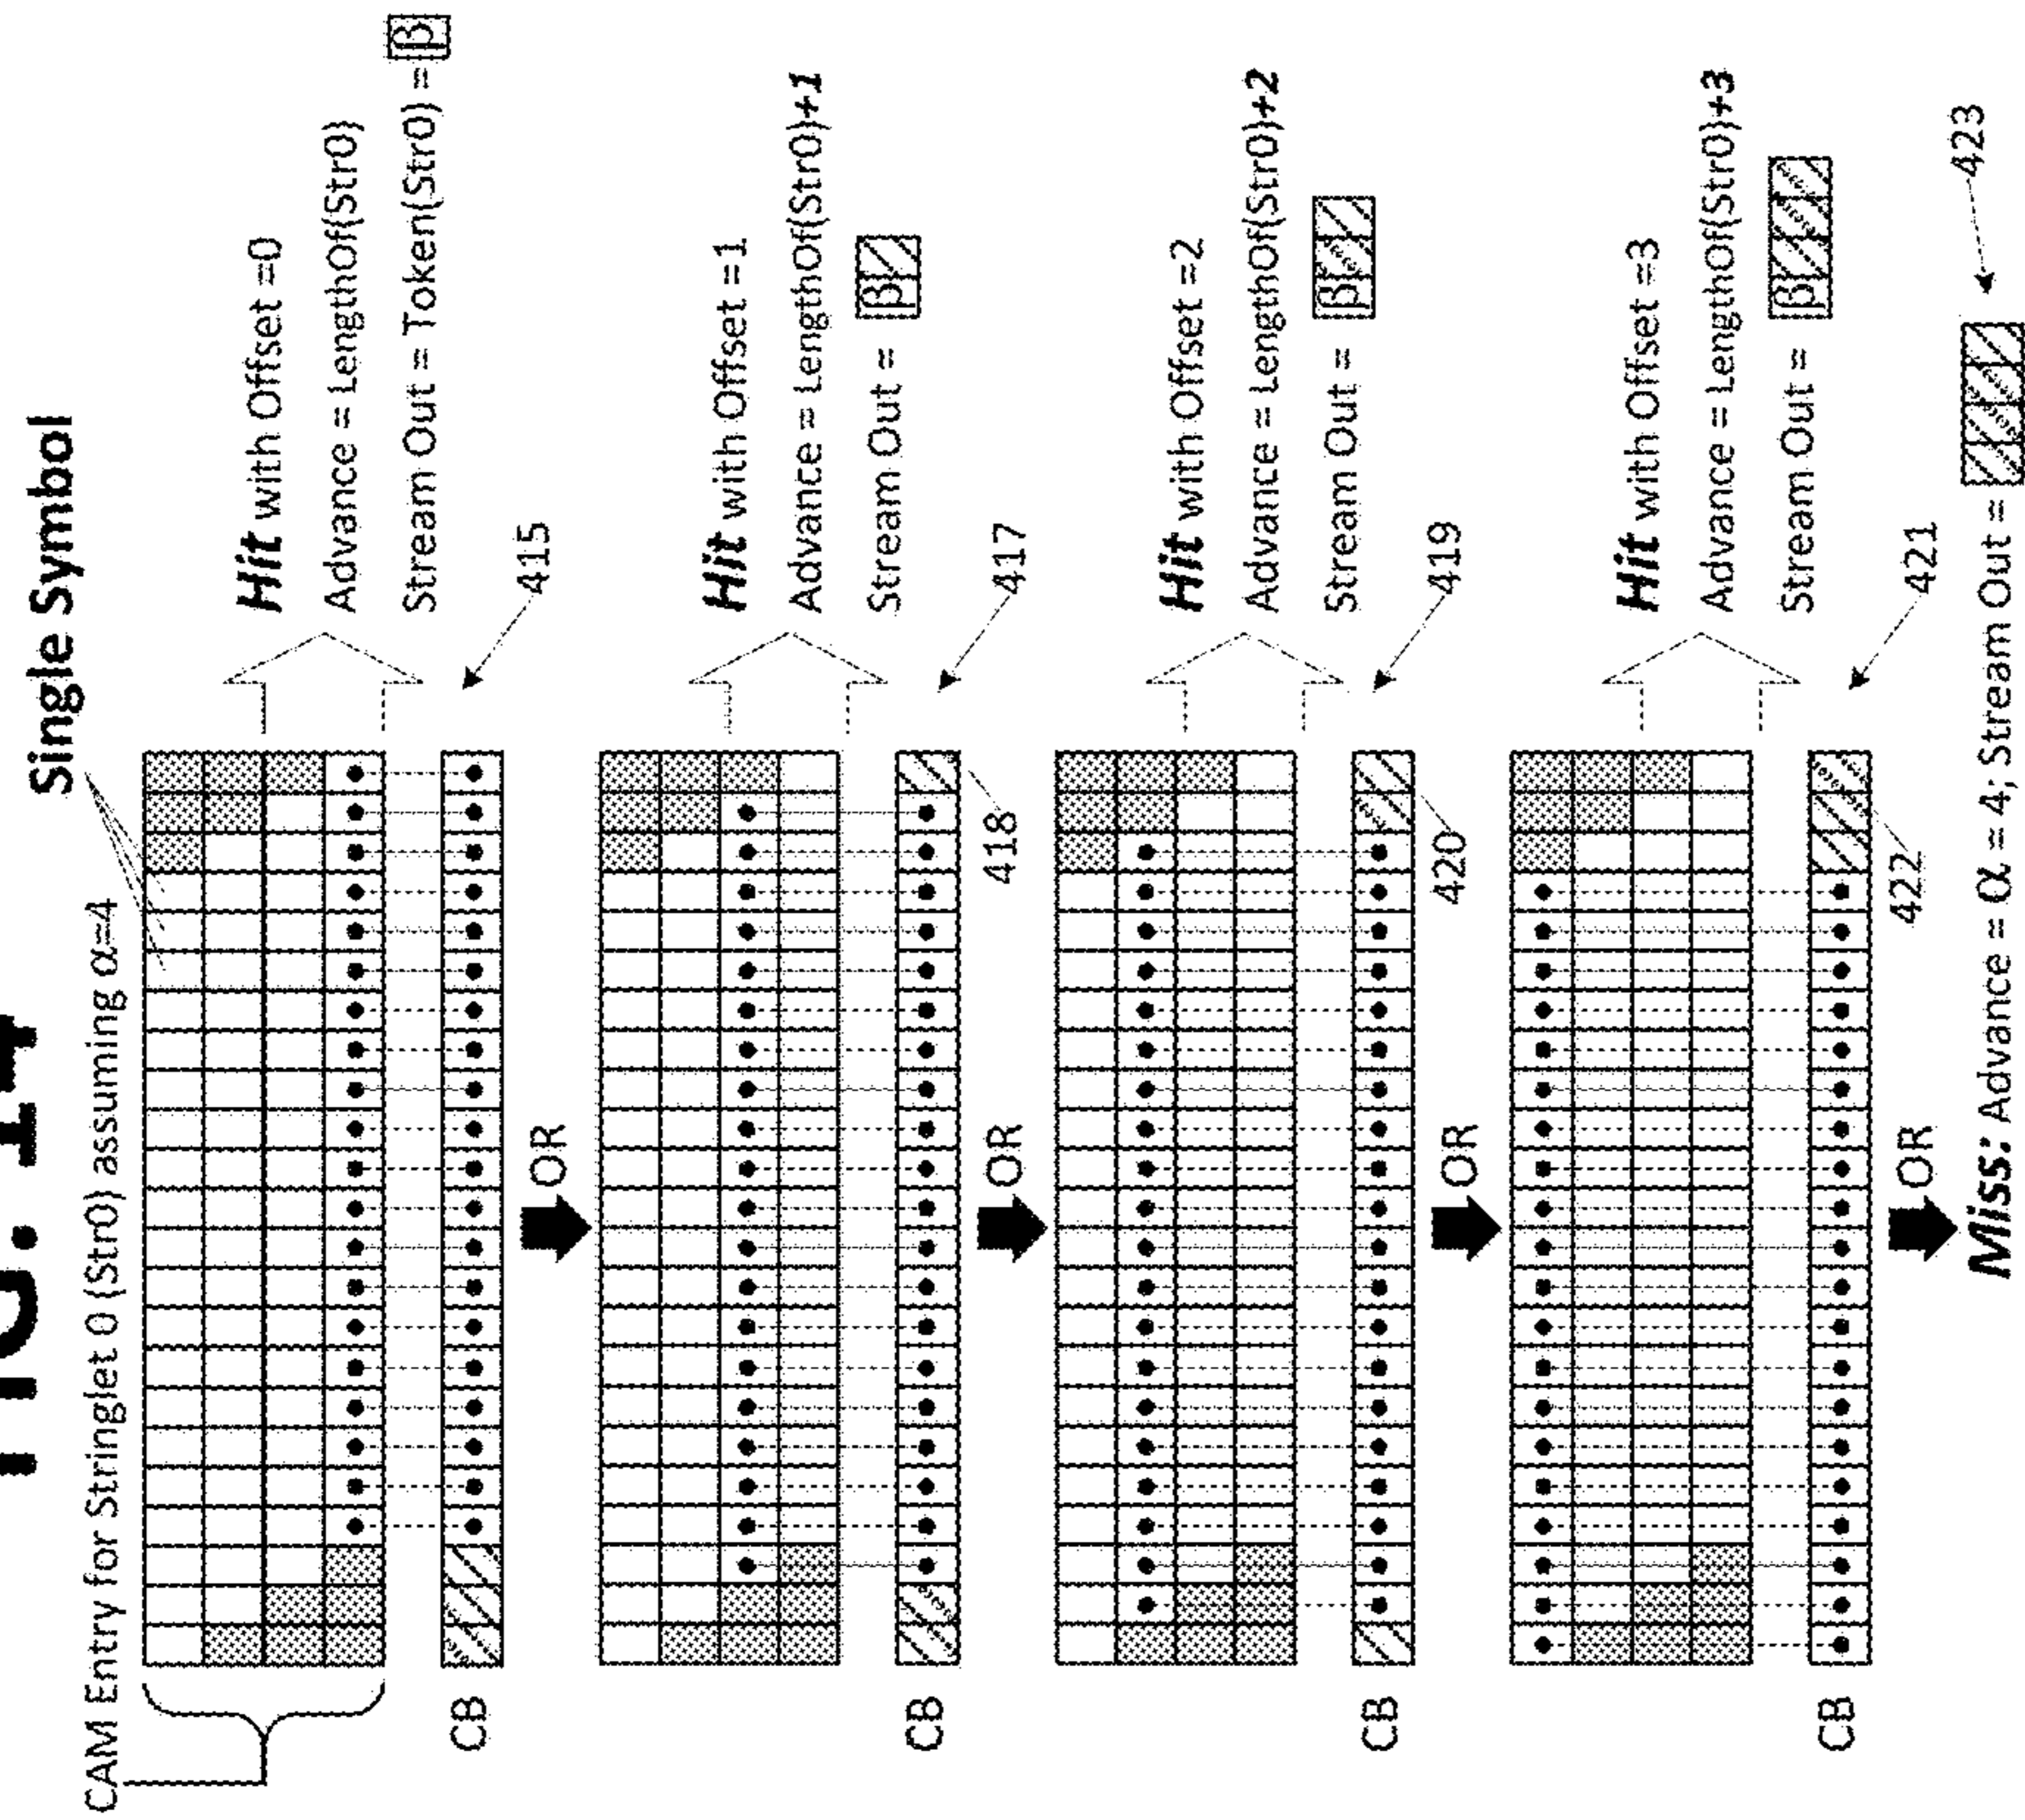 FIG. 14
Single Symbol
CAM Entry for Stringlet 0 (Str0) assuming α=4
Hit with Offset =0
Advance = LengthOf(Str0)
Stream Out = Token(Str0) = β
CB
415
OR
Hit with Offset =1
Advance = LengthOf(Str0)+1
Stream Out = β
CB
417
418
OR
Hit with Offset =2
Advance = LengthOf(Str0)+2
Stream Out = β
CB
419
420
OR
Hit with Offset =3
Advance = LengthOf(Str0)+3
Stream Out = β
CB
421
422
OR
Miss: Advance = α = 4; Stream Out =
423